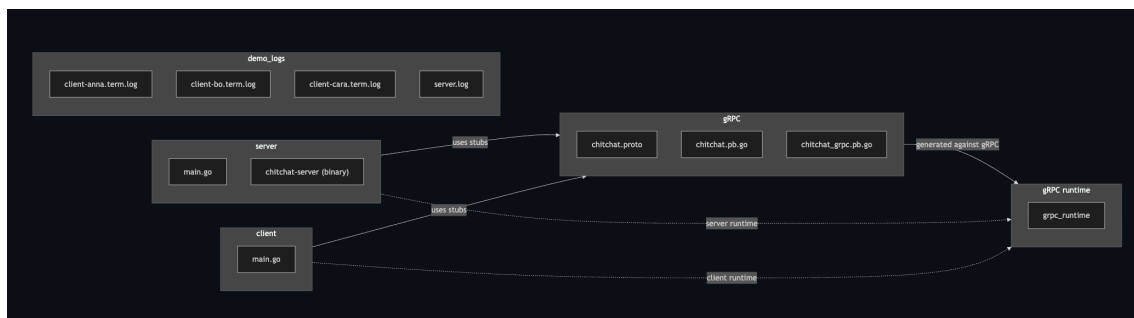 demo_logs
client-anna.term.log
client-bo.term.log
client-cara.term.log
server.log
server
main.go
chitchat-server (binary)
client
main.go
uses stubs
uses stubs
gRPC
chitchat.proto
chitchat.pb.go
chitchat_grpc.pb.go
generated against gRPC
server runtime
client runtime
gRPC runtime
grpc_runtime